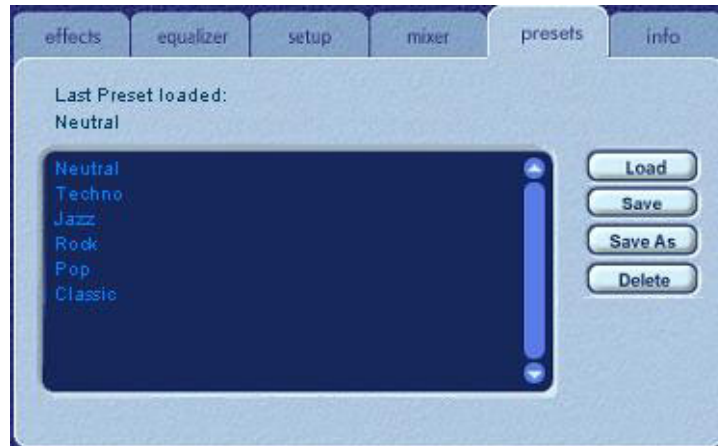 effects equalizer setup mixer presets info
Last Preset loaded:
Neutral
Neutral
Techno
Jazz
Rock
Pop
Classic
Load
Save
Save As
Delete